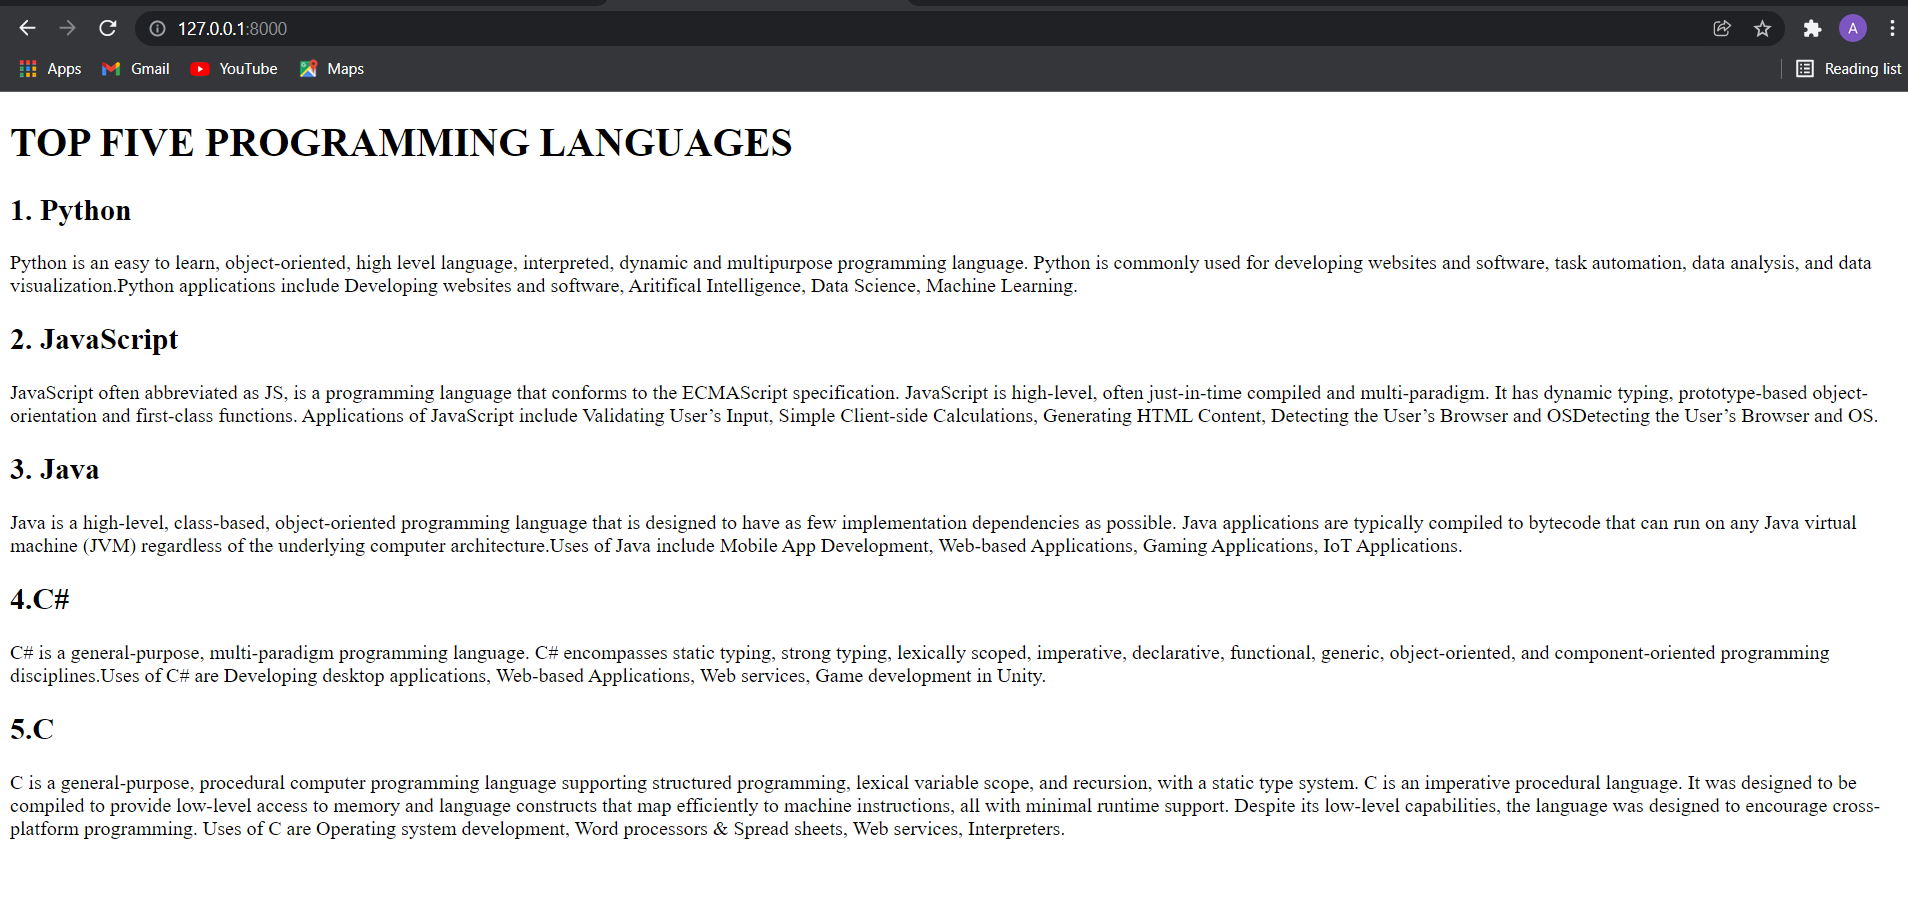 127.0.0.1:8000
A
Apps Gmail YouTube Maps Reading list
TOP FIVE PROGRAMMING LANGUAGES
1. Python
Python is an easy to learn, object-oriented, high level language, interpreted, dynamic and multipurpose programming language. Python is commonly used for developing websites and software, task automation, data analysis, and data
visualization.Python applications include Developing websites and software, Aritifical Intelligence, Data Science, Machine Learning.
2. JavaScript
JavaScript often abbreviated as JS, is a programming language that conforms to the ECMAScript specification. JavaScript is high-level, often just-in-time compiled and multi-paradigm. It has dynamic typing, prototype-based object-
orientation and first-class functions. Applications of JavaScript include Validating User’s Input, Simple Client-side Calculations, Generating HTML Content, Detecting the User’s Browser and OSDetecting the User’s Browser and OS.
3. Java
Java is a high-level, class-based, object-oriented programming language that is designed to have as few implementation dependencies as possible. Java applications are typically compiled to bytecode that can run on any Java virtual
machine (JVM) regardless of the underlying computer architecture.Uses of Java include Mobile App Development, Web-based Applications, Gaming Applications, IoT Applications.
4.C#
C# is a general-purpose, multi-paradigm programming language. C# encompasses static typing, strong typing, lexically scoped, imperative, declarative, functional, generic, object-oriented, and component-oriented programming
disciplines.Uses of C# are Developing desktop applications, Web-based Applications, Web services, Game development in Unity.
5.C
C is a general-purpose, procedural computer programming language supporting structured programming, lexical variable scope, and recursion, with a static type system. C is an imperative procedural language. It was designed to be
compiled to provide low-level access to memory and language constructs that map efficiently to machine instructions, all with minimal runtime support. Despite its low-level capabilities, the language was designed to encourage cross-
platform programming. Uses of C are Operating system development, Word processors & Spread sheets, Web services, Interpreters.